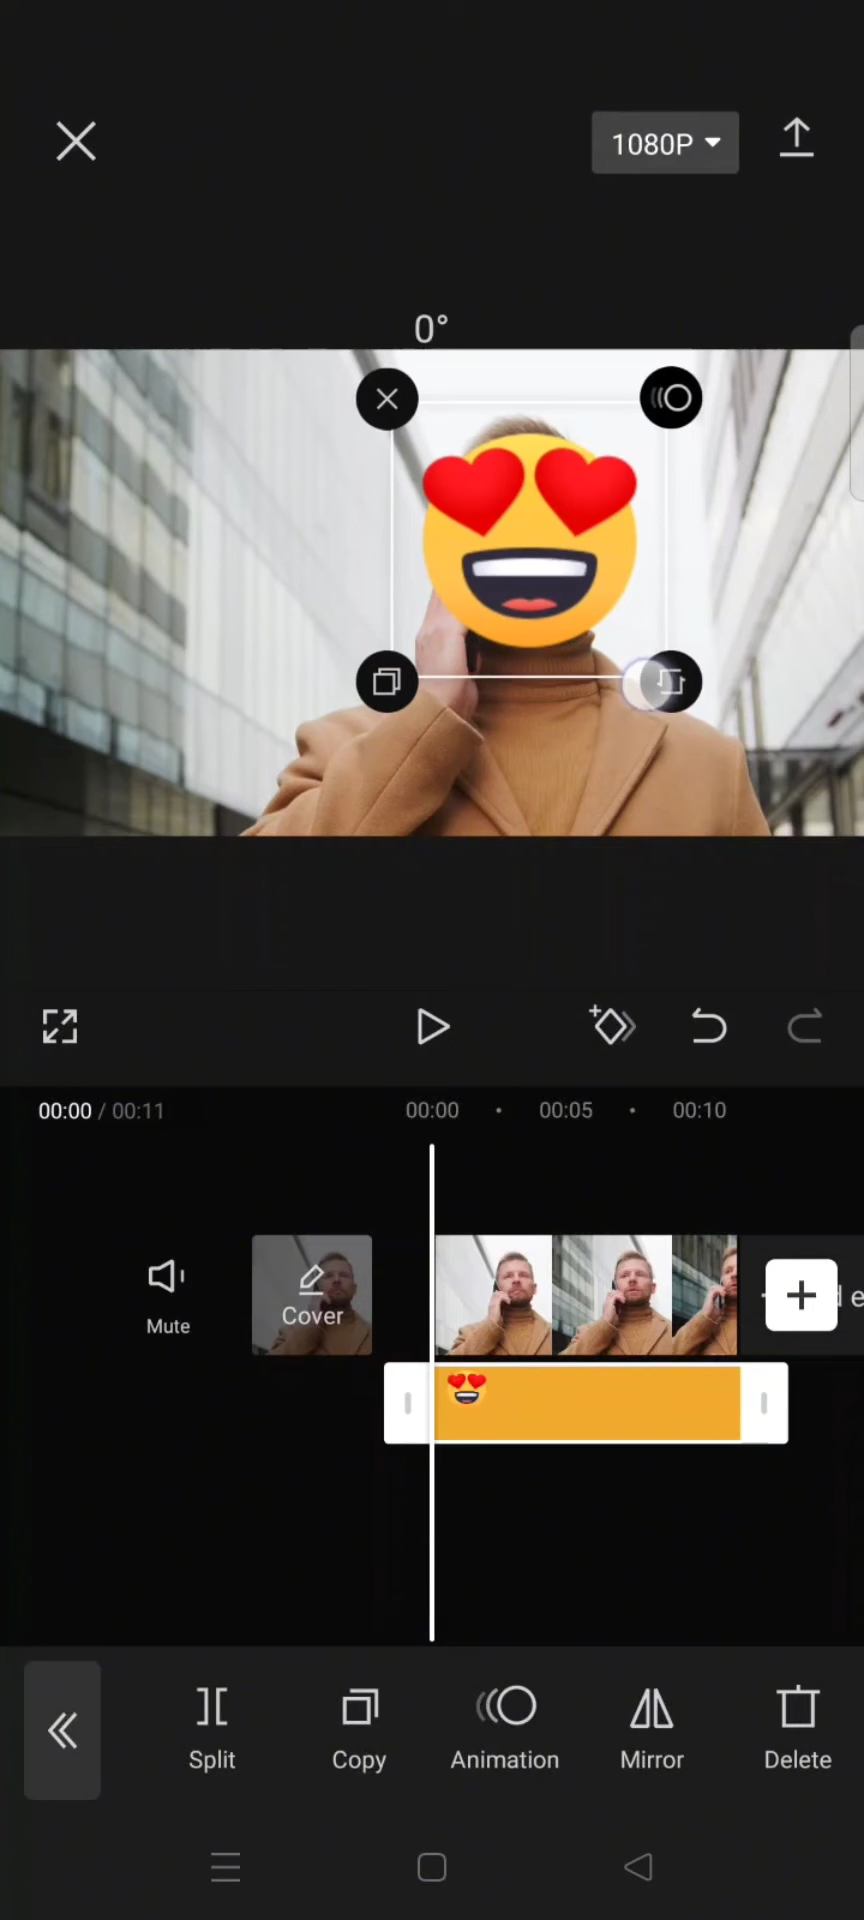 1080P
0°
00:00 / 00:11
00:00 • 00:05 • 00:10
Mute
Cover
Split
Copy
Animation
Mirror
Delete